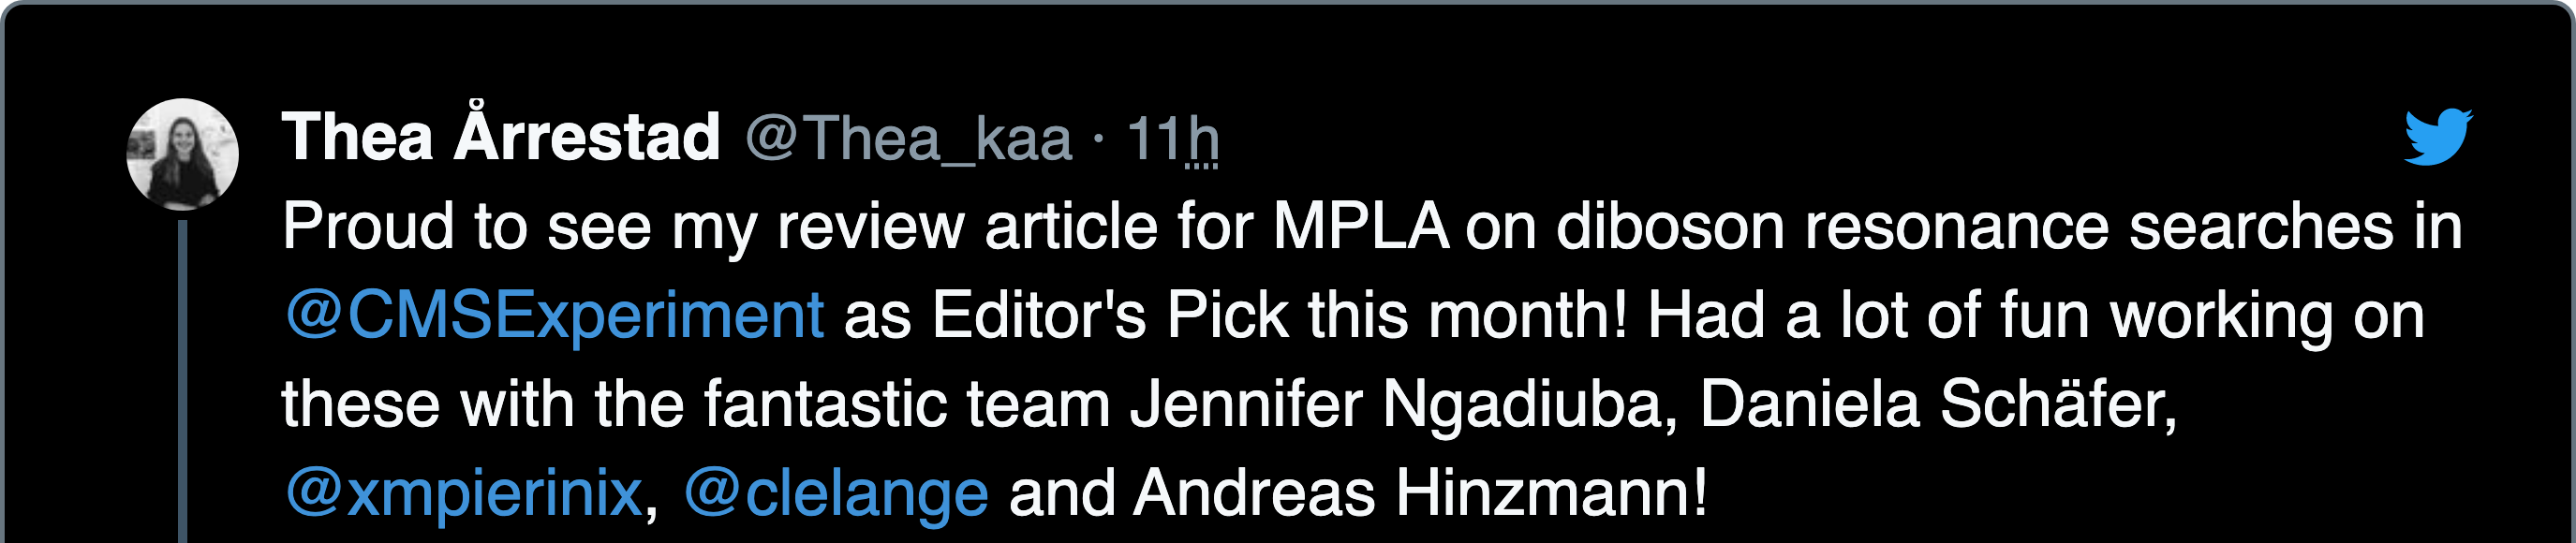 Thea Årrestad @Thea_kaa · 11h
Proud to see my review article for MPLA on diboson resonance searches in
@CMSExperiment as Editor's Pick this month! Had a lot of fun working on
these with the fantastic team Jennifer Ngadiuba, Daniela Schäfer,
@xmpierinix, @clelange and Andreas Hinzmann!